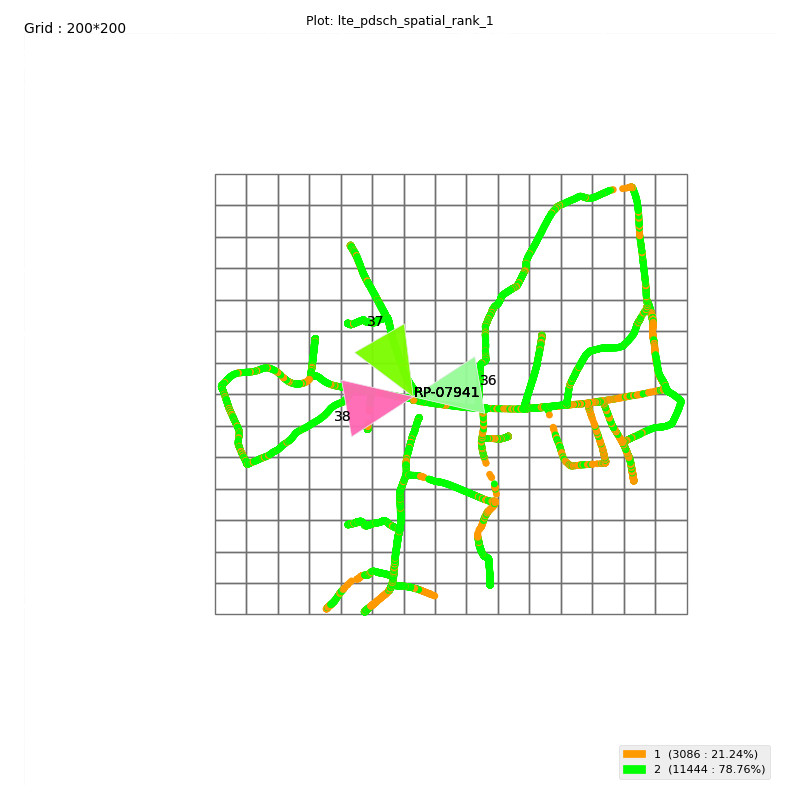 Plot: lte_pdsch_spatial_rank_1
Grid : 200*200
37
36
RP-07941
38
1 (3086 : 21.24%)
2 (11444 : 78.76%)